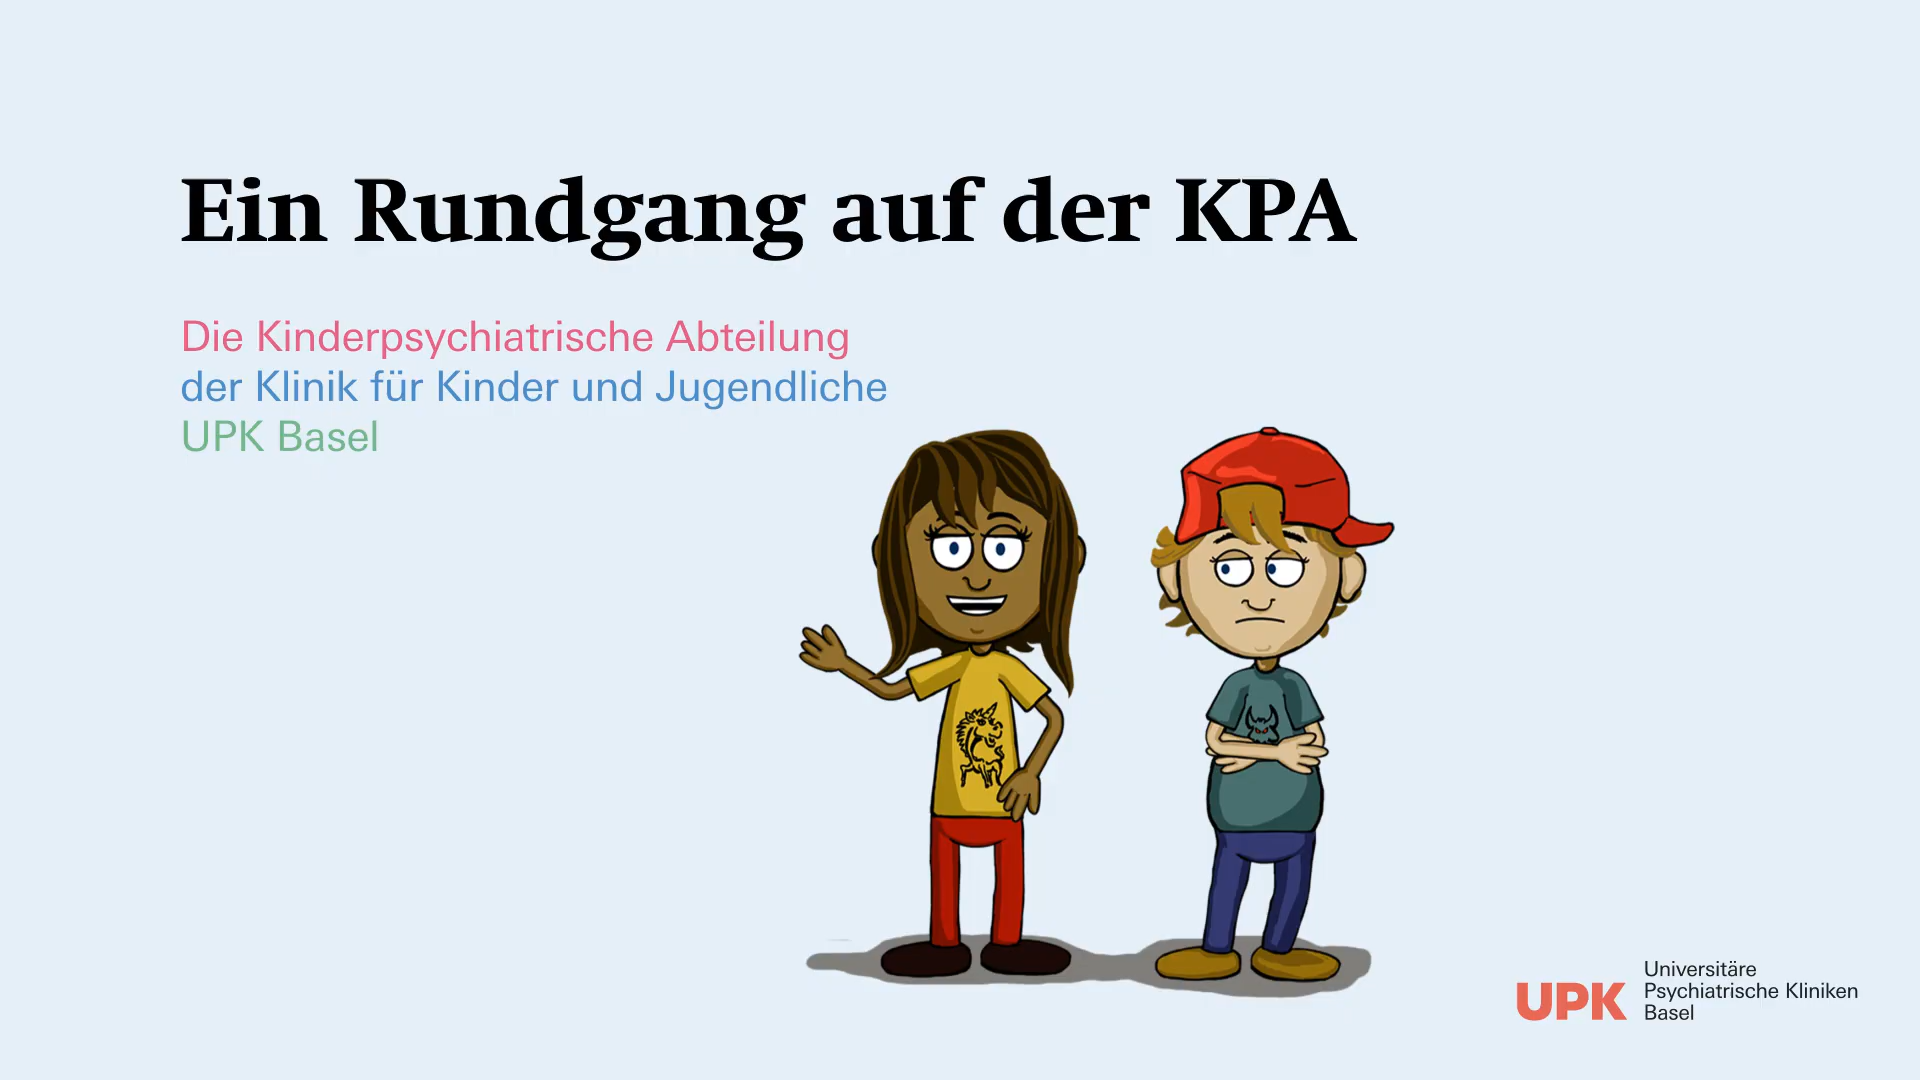 Ein Rundgang auf der KPA
Die Kinderpsychiatrische Abteilung
der Klinik für Kinder und Jugendliche
UPK Basel
UPK
Universitäre
Psychiatrische Kliniken
Basel